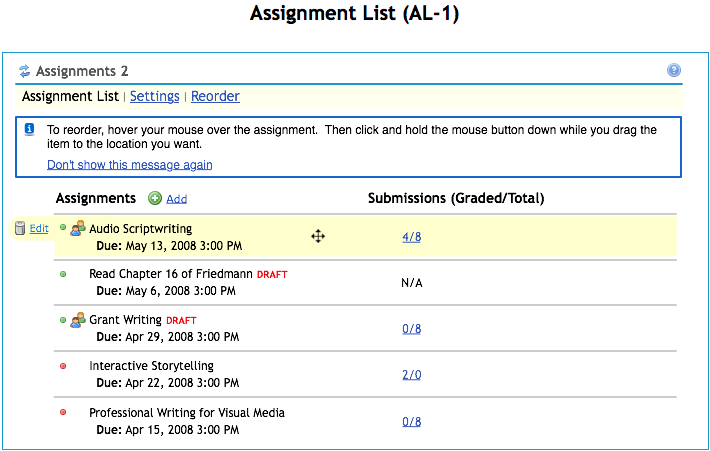 Assignment List (AL-1)
Assignments 2
?
Assignment List | Settings | Reorder
i
To reorder, hover your mouse over the assignment. Then click and hold the mouse button down while you drag the
item to the location you want.
Don't show this message again
Assignments Add Submissions (Graded/Total)
Edit Audio Scriptwriting
Due: May 13, 2008 3:00 PM
4/8
Read Chapter 16 of Friedmann DRAFT
Due: May 6, 2008 3:00 PM
N/A
Grant Writing DRAFT
Due: Apr 29, 2008 3:00 PM
0/8
Interactive Storytelling
Due: Apr 22, 2008 3:00 PM
2/0
Professional Writing for Visual Media
Due: Apr 15, 2008 3:00 PM
0/8